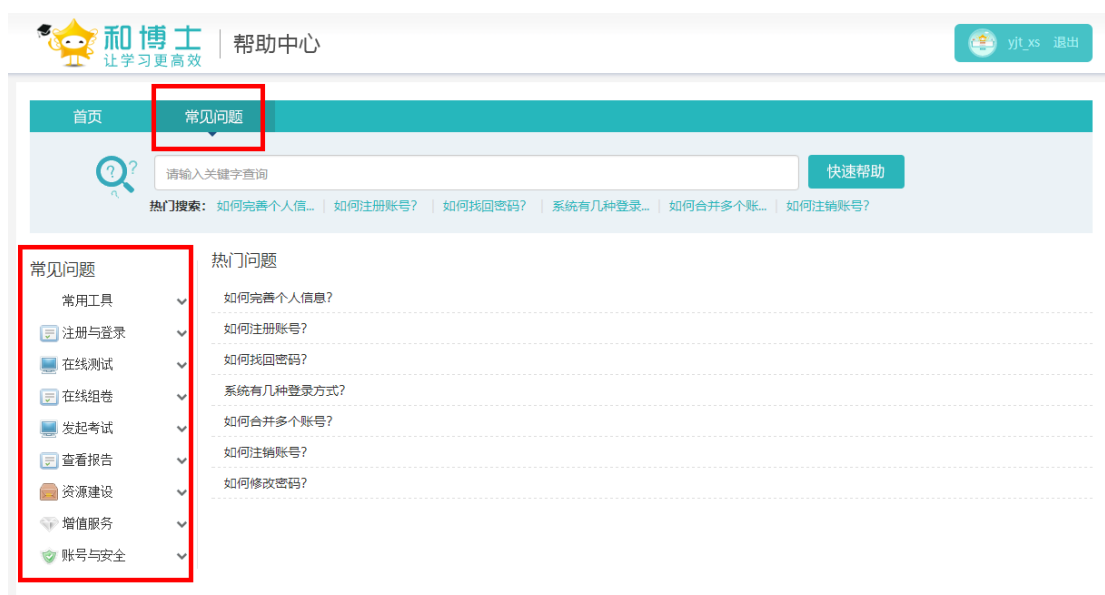 和博士
让学习更高效
帮助中心
yjt_xs 退出
首页 常见问题
请输入关键字查询
快速帮助
热门搜索: 如何完善个人信... 如何注册账号? 如何找回密码? 系统有几种登录... 如何合并多个账... 如何注销账号?
常见问题
常用工具
注册与登录
在线测试
在线组卷
发起考试
查看报告
资源建设
增值服务
账号与安全
热门问题
如何完善个人信息?
如何注册账号?
如何找回密码?
系统有几种登录方式?
如何合并多个账号?
如何注销账号?
如何修改密码?